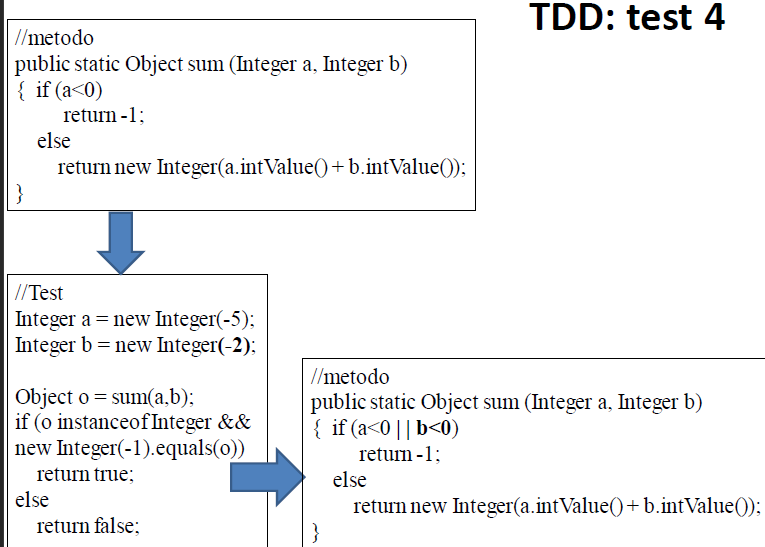 TDD: test 4
//metodo
public static Object sum (Integer a, Integer b)
{ if (a<0)
return -1;
else
return new Integer(a.intValue() + b.intValue());
}
//Test
Integer a = new Integer(-5);
Integer b = new Integer(-2);
Object o = sum(a,b);
if (o instanceof Integer &&
new Integer(-1).equals(o))
return true;
else
return false;
//metodo
public static Object sum (Integer a, Integer b)
{ if (a<0 || b<0)
return -1;
else
return new Integer(a.intValue() + b.intValue());
}